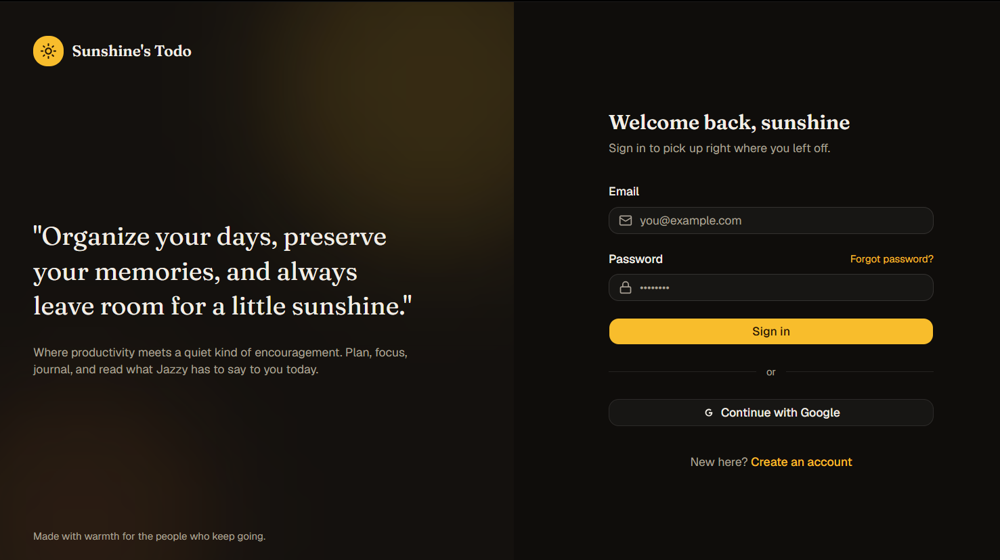 Sunshine's Todo
"Organize your days, preserve
your memories, and always
leave room for a little sunshine."
Where productivity meets a quiet kind of encouragement. Plan, focus,
journal, and read what Jazzy has to say to you today.
Made with warmth for the people who keep going.
Welcome back, sunshine
Sign in to pick up right where you left off.
Email
you@example.com
Password
Forgot password?
••••••••
Sign in
or
G Continue with Google
New here? Create an account